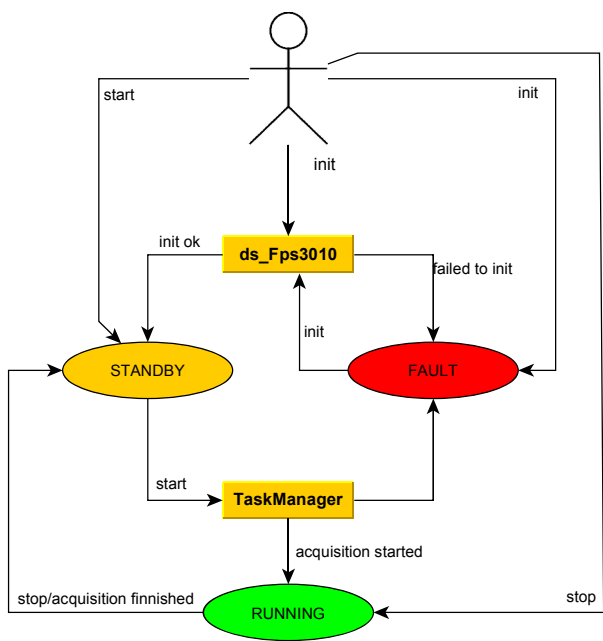 start
init
init
init ok
ds_Fps3010
failed to init
init
STANDBY
FAULT
start
TaskManager
acquisition started
stop/acquisition finnished
stop
RUNNING